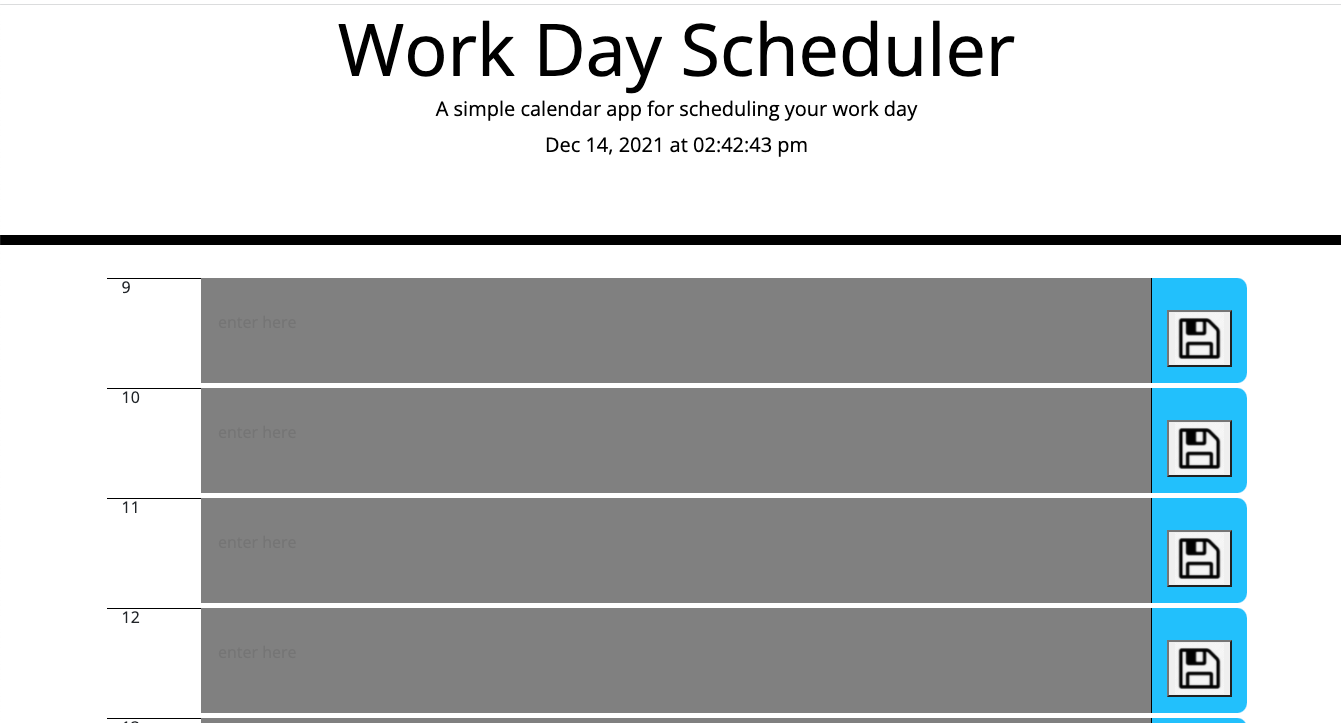 Work Day Scheduler
A simple calendar app for scheduling your work day
Dec 14, 2021 at 02:42:43 pm
9
enter here
10
enter here
11
enter here
12
enter here